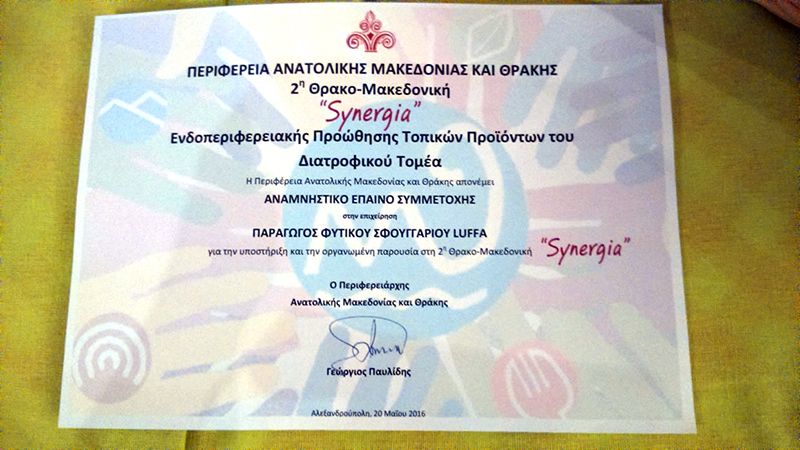 ΠΕΡΙΦΕΡΕΙΑ ΑΝΑΤΟΛΙΚΗΣ ΜΑΚΕΔΟΝΙΑΣ ΚΑΙ ΘΡΑΚΗΣ
2η Θρακο-Μακεδονική
"Synergia"
Ενδοπεριφερειακής Προώθησης Τοπικών Προϊόντων του
Διατροφικού Τομέα
Η Περιφέρεια Ανατολικής Μακεδονίας και Θράκης απονέμει
ΑΝΑΜΝΗΣΤΙΚΟ ΕΠΑΙΝΟ ΣΥΜΜΕΤΟΧΗΣ
στην επιχείρηση
ΠΑΡΑΓΩΓΟΣ ΦΥΤΙΚΟΥ ΣΦΟΥΓΓΑΡΙΟΥ LUFFA
για την υποστήριξη και την οργανωμένη παρουσία στη 2η Θρακο-Μακεδονική "Synergia"
Ο Περιφερειάρχης
Ανατολικής Μακεδονίας και Θράκης
Γεώργιος Παυλίδης
Αλεξανδρούπολη, 20 Μαΐου 2016